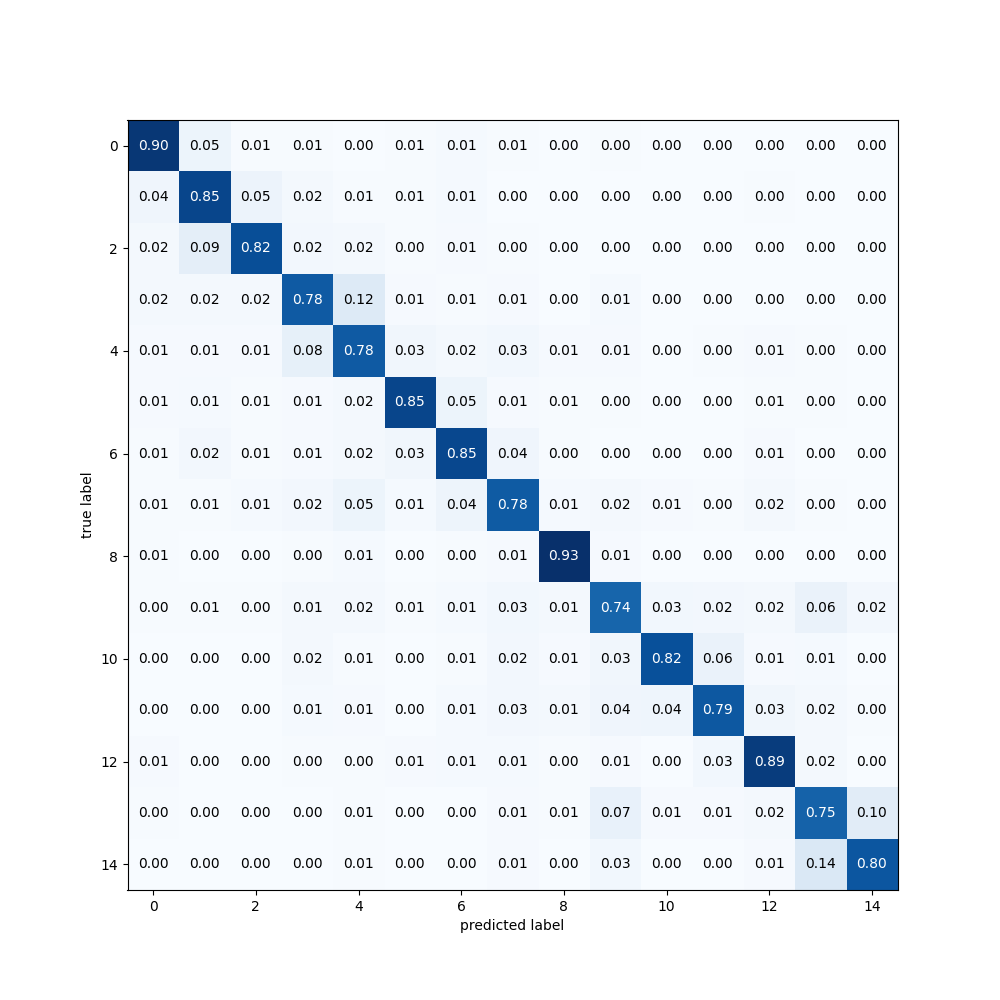 0 0.90 0.05 0.01 0.01 0.00 0.01 0.01 0.01 0.00 0.00 0.00 0.00 0.00 0.00 0.00
0.04 0.85 0.05 0.02 0.01 0.01 0.01 0.00 0.00 0.00 0.00 0.00 0.00 0.00 0.00
2 0.02 0.09 0.82 0.02 0.02 0.00 0.01 0.00 0.00 0.00 0.00 0.00 0.00 0.00 0.00
0.02 0.02 0.02 0.78 0.12 0.01 0.01 0.01 0.00 0.01 0.00 0.00 0.00 0.00 0.00
4 0.01 0.01 0.01 0.08 0.78 0.03 0.02 0.03 0.01 0.01 0.00 0.00 0.01 0.00 0.00
0.01 0.01 0.01 0.01 0.02 0.85 0.05 0.01 0.01 0.00 0.00 0.00 0.01 0.00 0.00
6 0.01 0.02 0.01 0.01 0.02 0.03 0.85 0.04 0.00 0.00 0.00 0.00 0.01 0.00 0.00
0.01 0.01 0.01 0.02 0.05 0.01 0.04 0.78 0.01 0.02 0.01 0.00 0.02 0.00 0.00
8 0.01 0.00 0.00 0.00 0.01 0.00 0.00 0.01 0.93 0.01 0.00 0.00 0.00 0.00 0.00
0.00 0.01 0.00 0.01 0.02 0.01 0.01 0.03 0.01 0.74 0.03 0.02 0.02 0.06 0.02
10 0.00 0.00 0.00 0.02 0.01 0.00 0.01 0.02 0.01 0.03 0.82 0.06 0.01 0.01 0.00
0.00 0.00 0.00 0.01 0.01 0.00 0.01 0.03 0.01 0.04 0.04 0.79 0.03 0.02 0.00
12 0.01 0.00 0.00 0.00 0.00 0.01 0.01 0.01 0.00 0.01 0.00 0.03 0.89 0.02 0.00
0.00 0.00 0.00 0.00 0.01 0.00 0.00 0.01 0.01 0.07 0.01 0.01 0.02 0.75 0.10
14 0.00 0.00 0.00 0.00 0.01 0.00 0.00 0.01 0.00 0.03 0.00 0.00 0.01 0.14 0.80
0 2 4 6 8 10 12 14
predicted label
true label